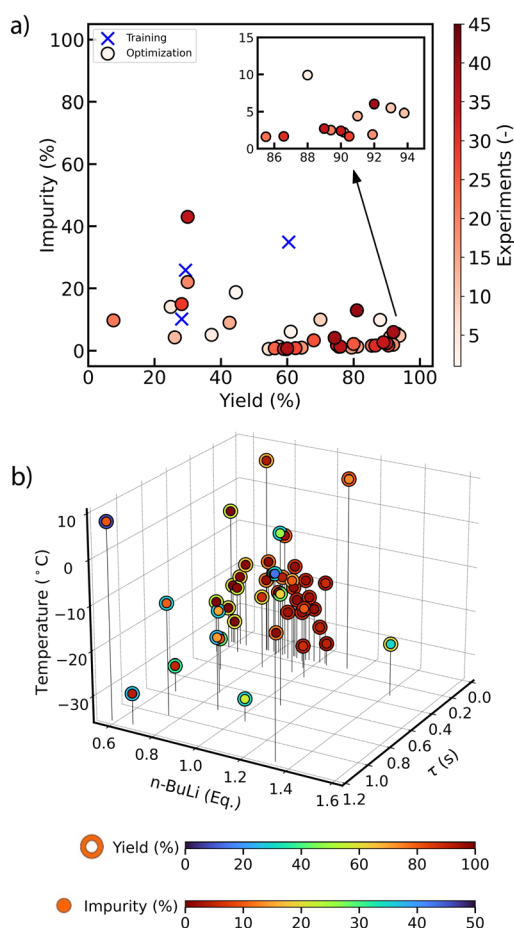 a)
Training
Optimization
15
10
5
0
86 88 90 92 94
100
80
60
40
20
0
Impurity (%)
0 20 40 60 80 100
Yield (%)
45
40
35
30
25
20
15
10
5
Experiments (-)
b)
10
0
−10
−20
−30
Temperature (°C)
0.6 0.8 1.0 1.2 1.4 1.6
n-BuLi (Eq.)
0.0
0.2
0.4
0.6
0.8
1.0
1.2
τ (s)
Yield (%)
0 20 40 60 80 100
Impurity (%)
0 10 20 30 40 50